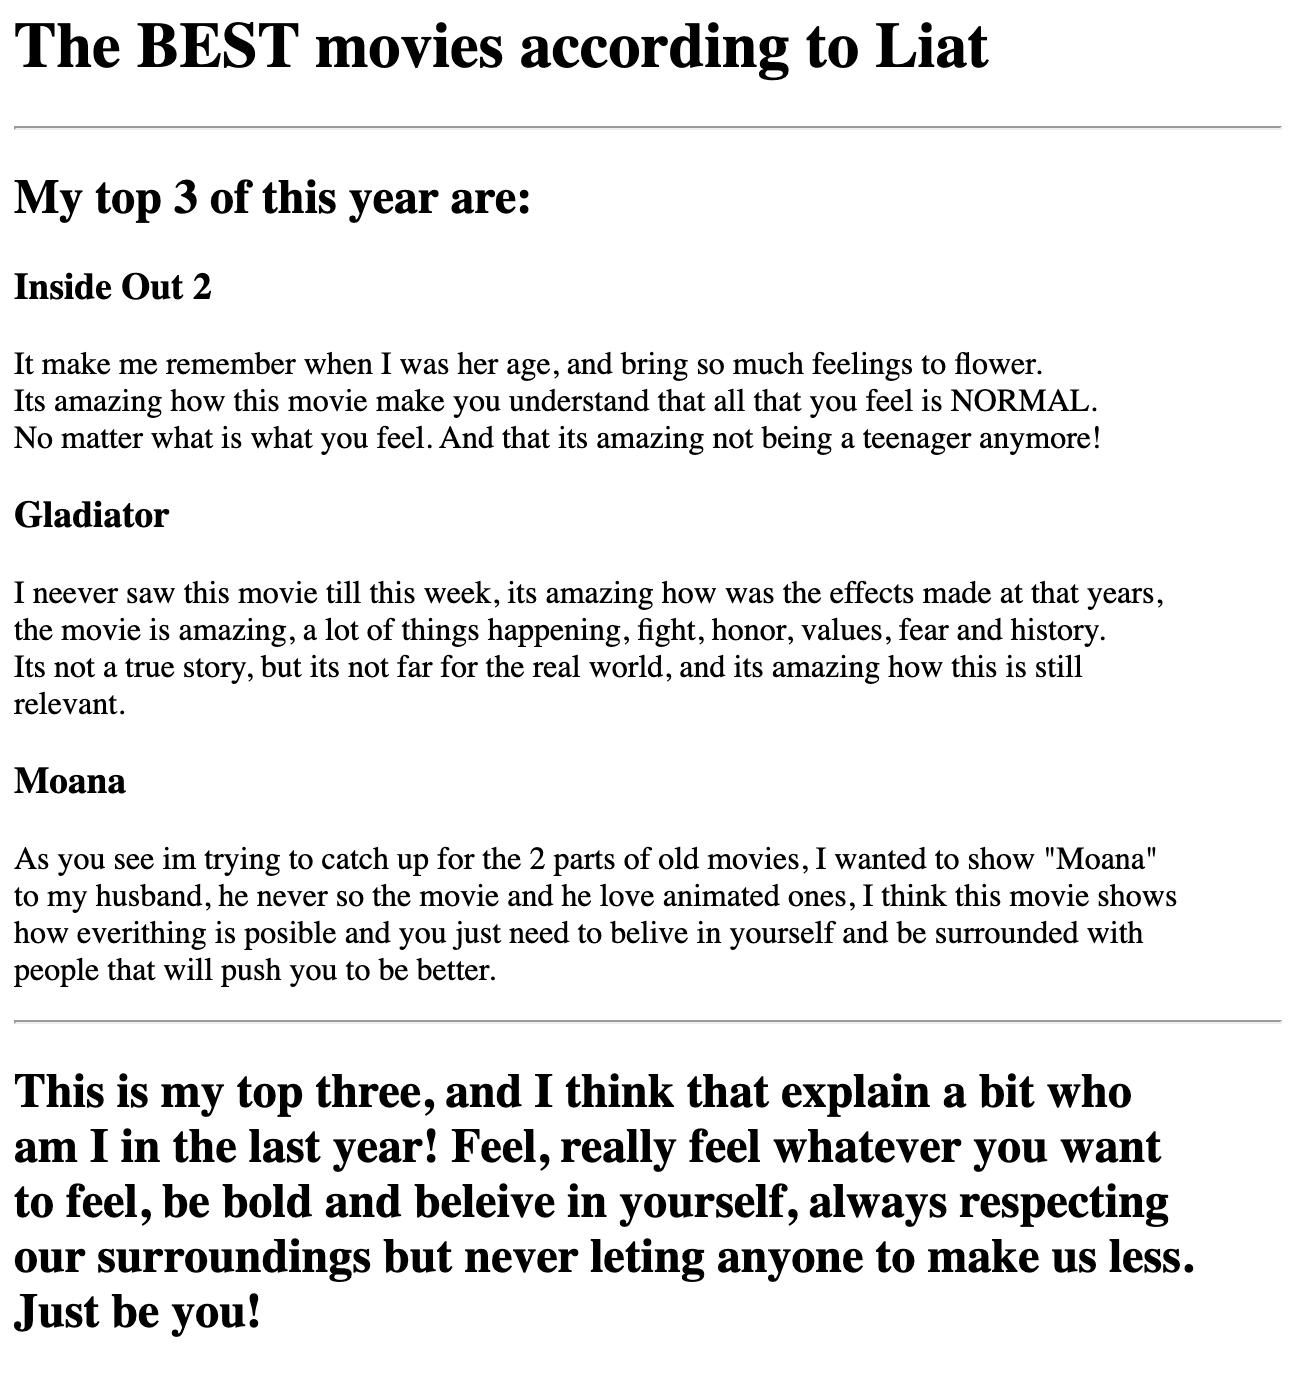 The BEST movies according to Liat
My top 3 of this year are:
Inside Out 2
It make me remember when I was her age, and bring so much feelings to flower.
Its amazing how this movie make you understand that all that you feel is NORMAL.
No matter what is what you feel. And that its amazing not being a teenager anymore!
Gladiator
I neever saw this movie till this week, its amazing how was the effects made at that years,
the movie is amazing, a lot of things happening, fight, honor, values, fear and history.
Its not a true story, but its not far for the real world, and its amazing how this is still
relevant.
Moana
As you see im trying to catch up for the 2 parts of old movies, I wanted to show "Moana"
to my husband, he never so the movie and he love animated ones, I think this movie shows
how everithing is posible and you just need to belive in yourself and be surrounded with
people that will push you to be better.
This is my top three, and I think that explain a bit who
am I in the last year! Feel, really feel whatever you want
to feel, be bold and beleive in yourself, always respecting
our surroundings but never leting anyone to make us less.
Just be you!